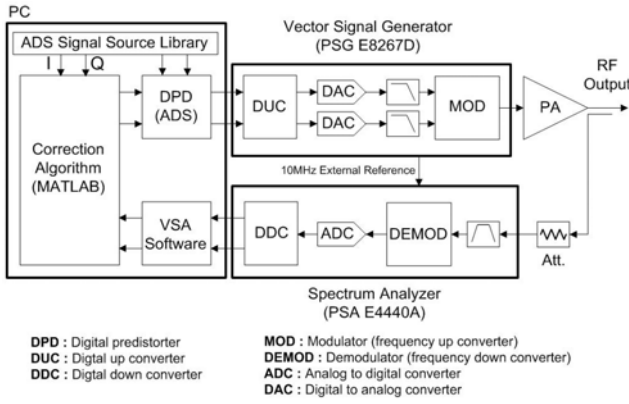 PC
ADS Signal Source Library
I Q
Correction
Algorithm
(MATLAB)
DPD
(ADS)
VSA
Software
Vector Signal Generator
(PSG E8267D)
DUC
DAC
DAC
MOD
PA
RF
Output
10MHz External Reference
DDC
ADC
DEMOD
Att.
Spectrum Analyzer
(PSA E4440A)
DPD : Digital predistorter
DUC : Digtal up converter
DDC : Digtal down converter
MOD : Modulator (frequency up converter)
DEMOD : Demodulator (frequency down converter)
ADC : Analog to digital converter
DAC : Digital to analog converter